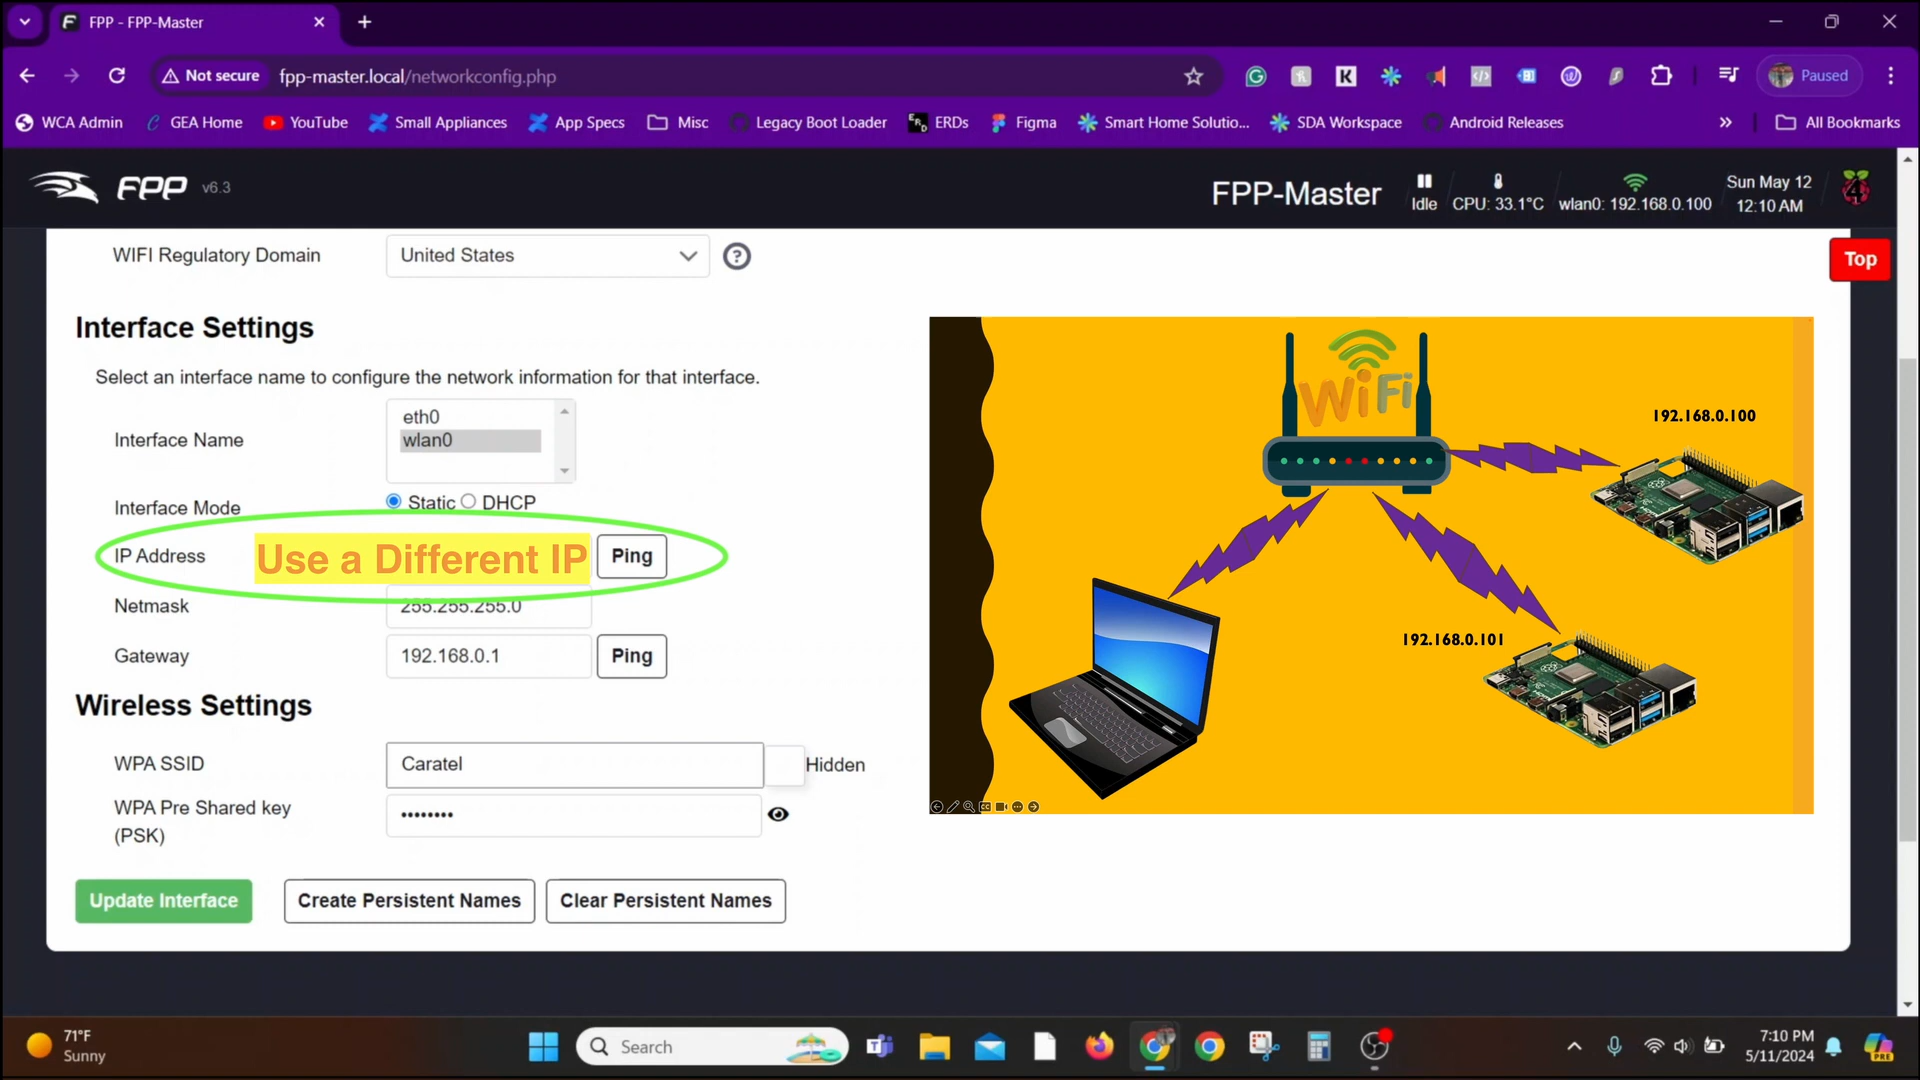 FPP - FPP-Master
Not secure
fpp-master.local/networkconfig.php
Paused
WCA Admin
GEA Home
YouTube
Small Appliances
App Specs
Misc
Legacy Boot Loader
ERDs
Figma
Smart Home Solutio...
SDA Workspace
Android Releases
All Bookmarks
FPP v6.3
FPP-Master
Idle
CPU: 33.1°C
wlan0: 192.168.0.100
Sun May 12
12:10 AM
WIFI Regulatory Domain
United States
Top
Interface Settings
Select an interface name to configure the network information for that interface.
Interface Name
eth0
wlan0
Interface Mode
Static
DHCP
IP Address
Use a Different IP
Ping
Netmask
255.255.255.0
Gateway
192.168.0.1
Ping
Wireless Settings
WPA SSID
Caratel
Hidden
WPA Pre Shared key
(PSK)
••••••••
Update Interface
Create Persistent Names
Clear Persistent Names
WiFi
192.168.0.100
192.168.0.101
71°F
Sunny
Search
7:10 PM
5/11/2024